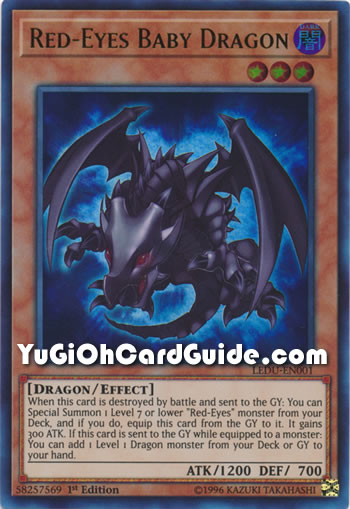 RED-EYES BABY DRAGON
DARK
闇
YuGiOhCardGuide.com
LEDU-EN001
[DRAGON/EFFECT]
When this card is destroyed by battle and sent to the GY: You can
Special Summon 1 Level 7 or lower "Red-Eyes" monster from your
Deck, and if you do, equip this card from the GY to it. It gains
300 ATK. If this card is sent to the GY while equipped to a monster:
You can add 1 Level 1 Dragon monster from your Deck or GY to
your hand.
ATK/1200 DEF/ 700
58257569 1st Edition ©1996 KAZUKI TAKAHASHI